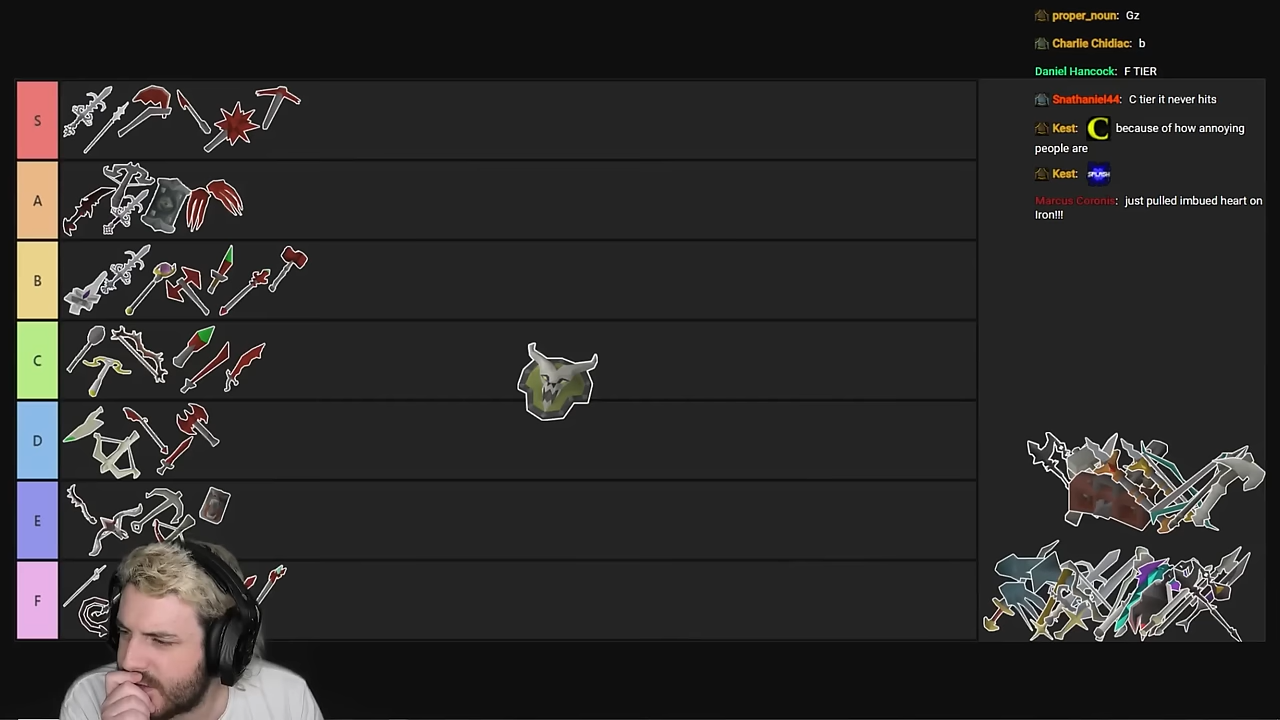 proper_noun: Gz
Charlie Chidiac: b
Daniel Hancock: F TIER
Snathaniel44: C tier it never hits
Kest: C because of how annoying
people are
Kest: SPLASH
Marcus Coronis: just pulled imbued heart on
Iron!!!
S
A
B
C
D
E
F